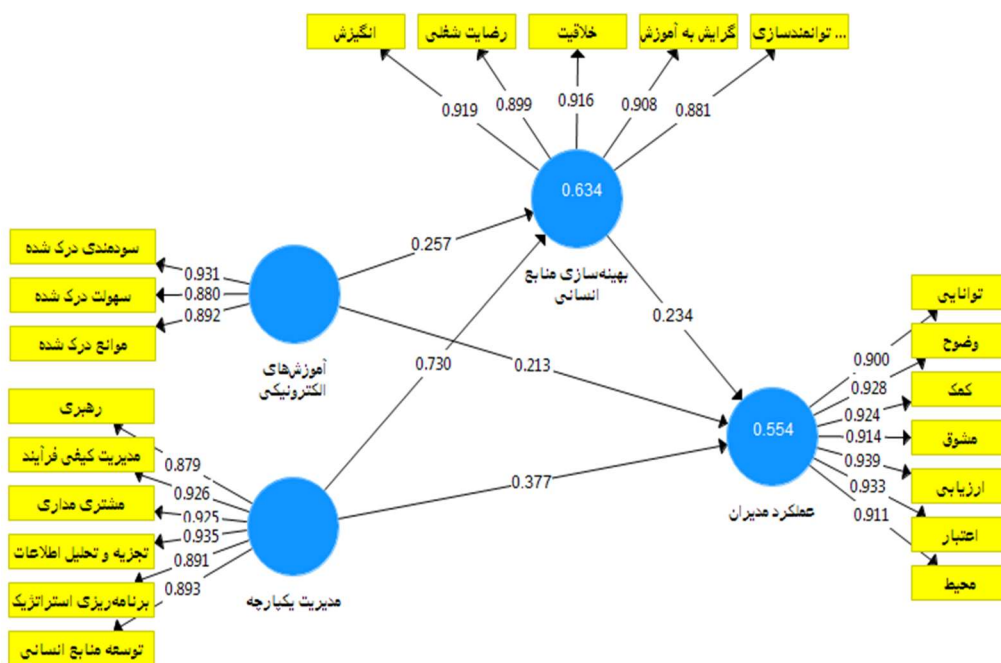 انگیزش
رضایت شغلی
خلاقیت
گرایش به آموزش
توانمندسازی ...
0.919
0.899
0.916
0.908
0.881
0.634
بهینه‌سازی منابع
انسانی
سودمندی درک شده
سهولت درک شده
موانع درک شده
0.931
0.880
0.892
آموزش‌های
الکترونیکی
0.257
0.730
0.213
0.234
0.377
رهبری
مدیریت کیفی فرآیند
مشتری مداری
تجزیه و تحلیل اطلاعات
برنامه‌ریزی استراتژیک
توسعه منابع انسانی
0.879
0.926
0.925
0.935
0.891
0.893
مدیریت یکپارچه
0.554
عملکرد مدیران
0.900
0.928
0.924
0.914
0.939
0.933
0.911
توانایی
وضوح
کمک
مشوق
ارزیابی
اعتبار
محیط